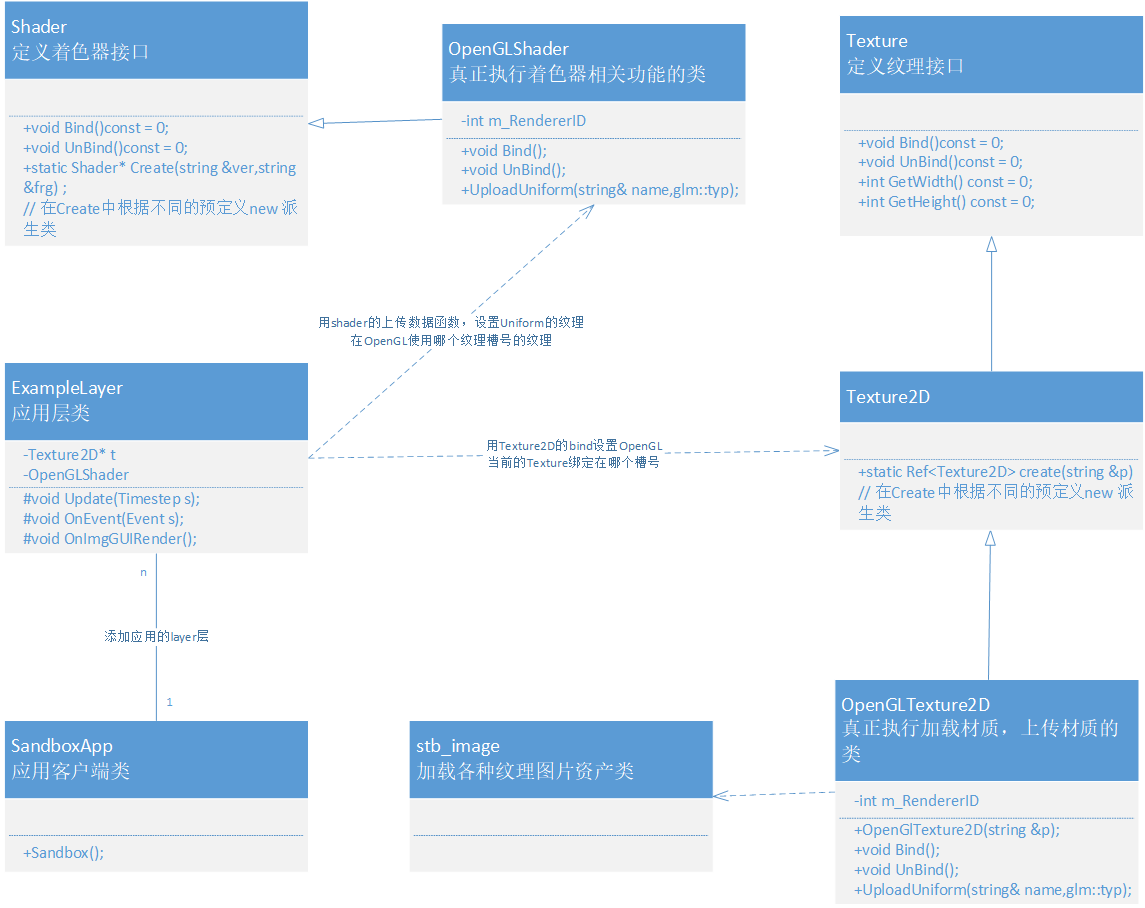 Shader
定义着色器接口
+void Bind()const = 0;
+void UnBind()const = 0;
+static Shader* Create(string &ver,string
&frg) ;
// 在Create中根据不同的预定义new 派
生类
OpenGLShader
真正执行着色器相关功能的类
-int m_RendererID
+void Bind();
+void UnBind();
+UploadUniform(string& name,glm::typ);
Texture
定义纹理接口
+void Bind()const = 0;
+void UnBind()const = 0;
+int GetWidth() const = 0;
+int GetHeight() const = 0;
用shader的上传数据函数，设置Uniform的纹理
在OpenGL使用哪个纹理槽号的纹理
ExampleLayer
应用层类
-Texture2D* t
-OpenGLShader
#void Update(Timestep s);
#void OnEvent(Event s);
#void OnImgGUIRender();
用Texture2D的bind设置OpenGL
当前的Texture绑定在哪个槽号
Texture2D
+static Ref<Texture2D> create(string &p)
// 在Create中根据不同的预定义new 派
生类
n
添加应用的layer层
1
SandboxApp
应用客户端类
+Sandbox();
stb_image
加载各种纹理图片资产类
OpenGLTexture2D
真正执行加载材质，上传材质的
类
-int m_RendererID
+OpenGlTexture2D(string &p);
+void Bind();
+void UnBind();
+UploadUniform(string& name,glm::typ);